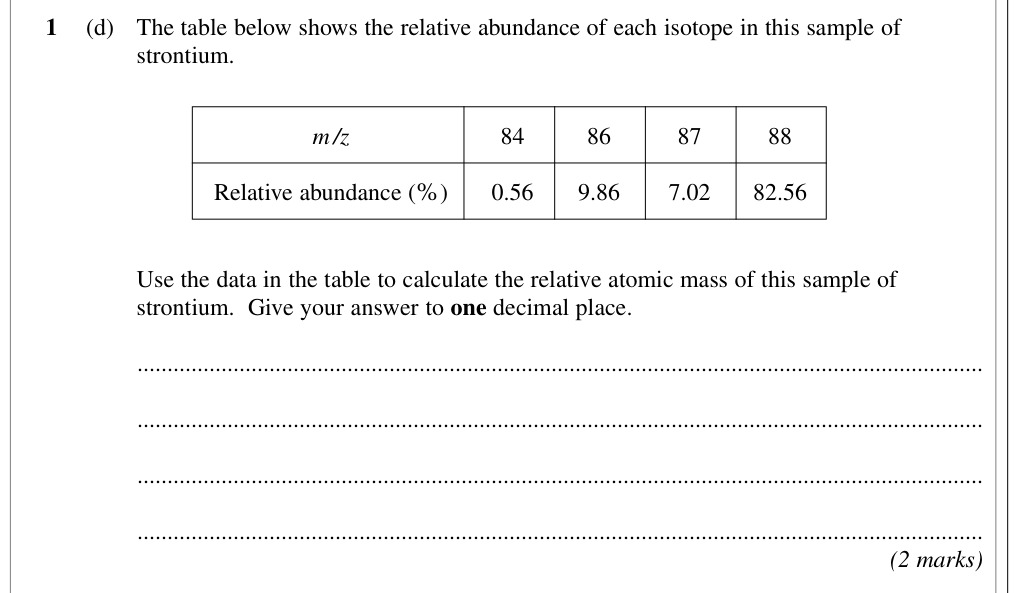 1 (d) The table below shows the relative abundance of each isotope in this sample of
strontium.
m/z 84 86 87 88
Relative abundance (%) 0.56 9.86 7.02 82.56
Use the data in the table to calculate the relative atomic mass of this sample of
strontium. Give your answer to one decimal place.
(2 marks)